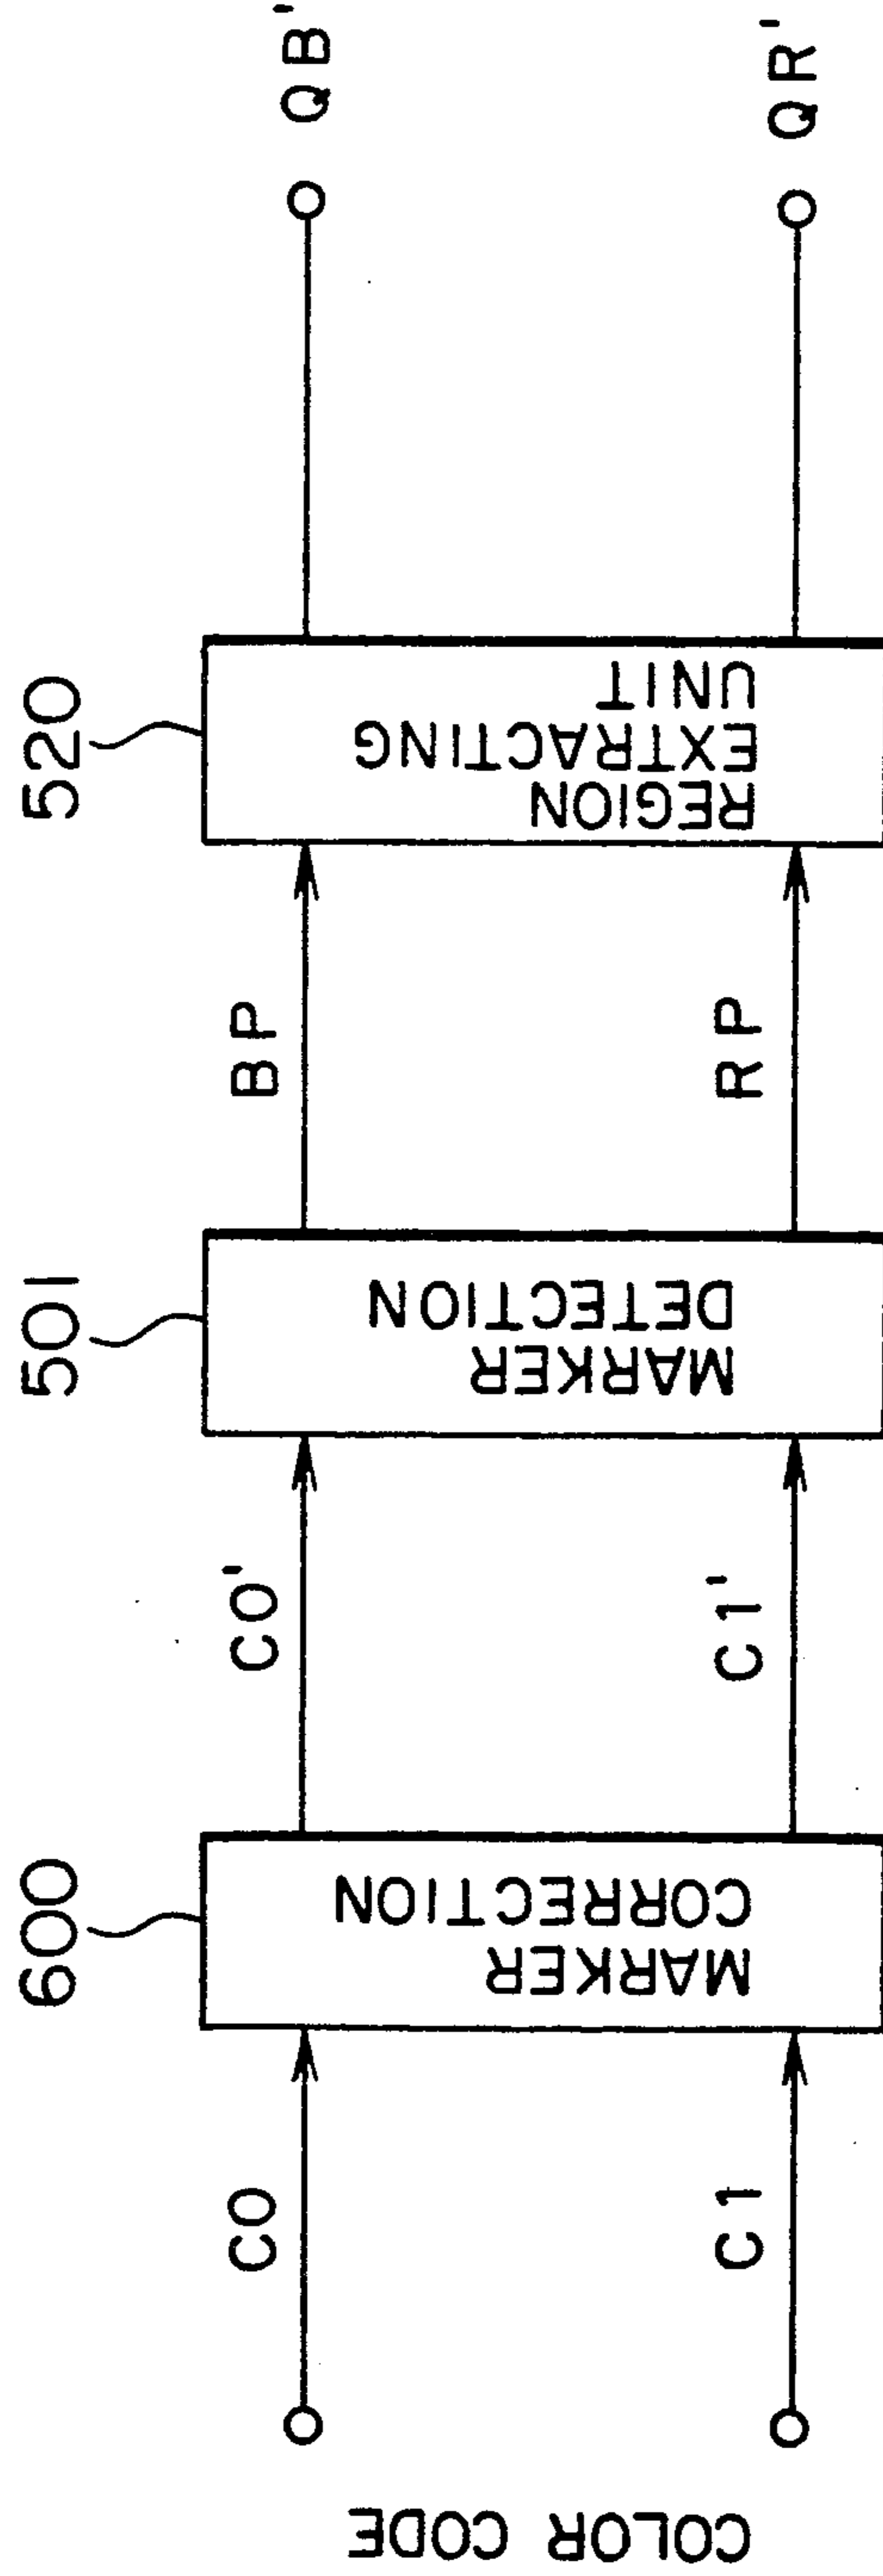 COLOR CODE
C0
C1
600
MARKER
CORRECTION
C0'
C1'
501
MARKER
DETECTION
BP
RP
520
REGION
EXTRACTING
UNIT
QB'
QR'